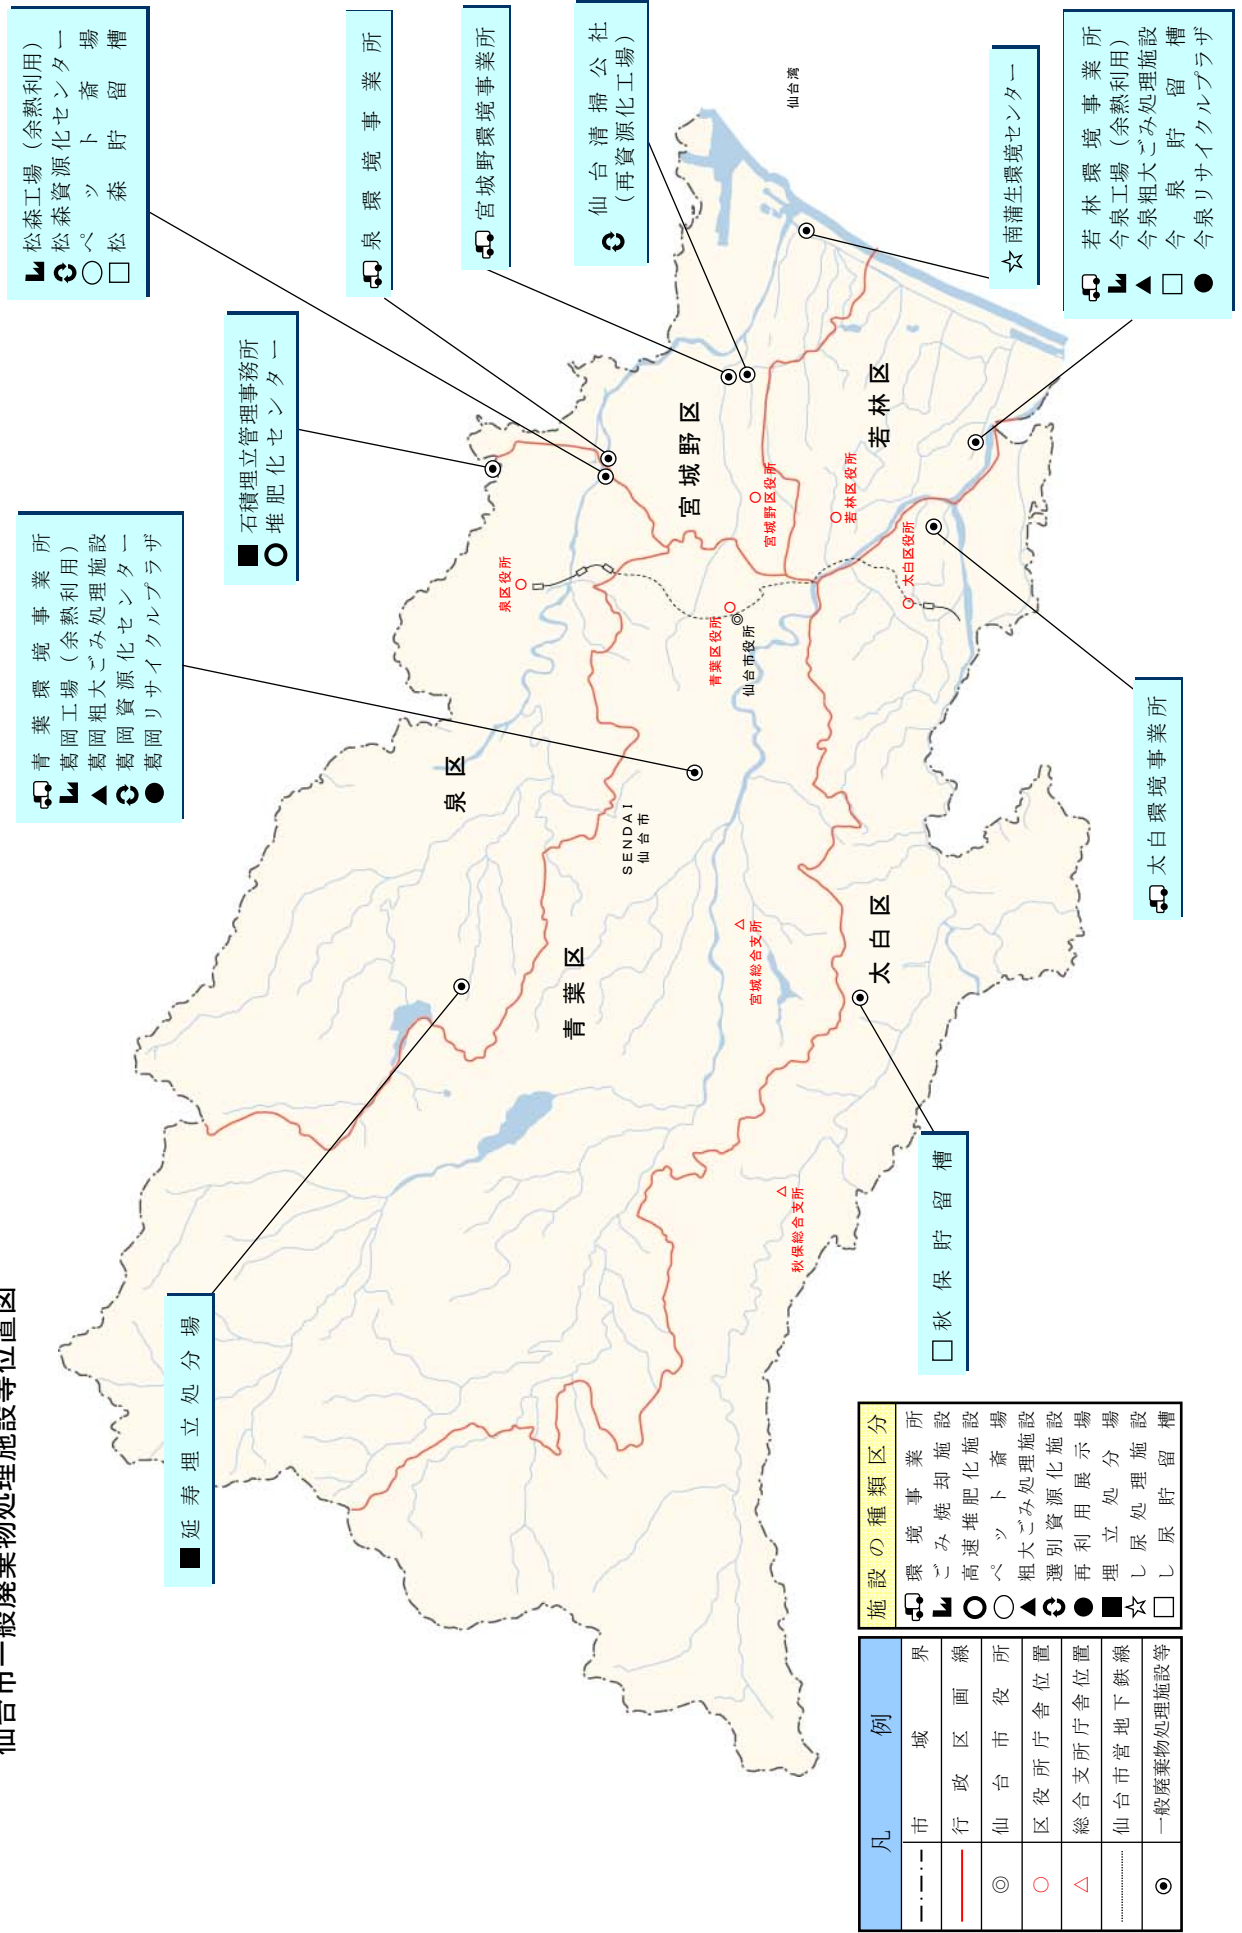 仙台市一般廃棄物処理施設等位置図
松森工場（余熱利用）
松森資源化センター
ペット斎場
松森貯留槽
泉環境事業所
宮城野環境事業所
仙台清掃公社
（再資源化工場）
仙台湾
南蒲生環境センター
若林環境事業所
今泉工場（余熱利用）
今泉粗大ごみ処理施設
今泉貯留槽
今泉リサイクルプラザ
石積埋立管理事務所
堆肥化センター
青葉環境事業所
葛岡工場（余熱利用）
葛岡粗大ごみ処理施設
葛岡資源化センター
葛岡リサイクルプラザ
延寿埋立処分場
太白環境事業所
秋保貯留槽
泉区
青葉区
宮城野区
若林区
太白区
SENDAI
仙台市
泉区役所
青葉区役所
仙台市役所
宮城野区役所
若林区役所
太白区役所
宮城総合支所
秋保総合支所
凡例
市域界
行政区画線
仙台市役所
区役所庁舎位置
総合支所庁舎位置
仙台市営地下鉄線
一般廃棄物処理施設等
施設の種類区分
環境事業所
ごみ焼却施設
高速堆肥化施設
ペット斎場
粗大ごみ処理施設
選別資源化施設
再利用展示場
埋立処分場
し尿処理施設
し尿貯留槽